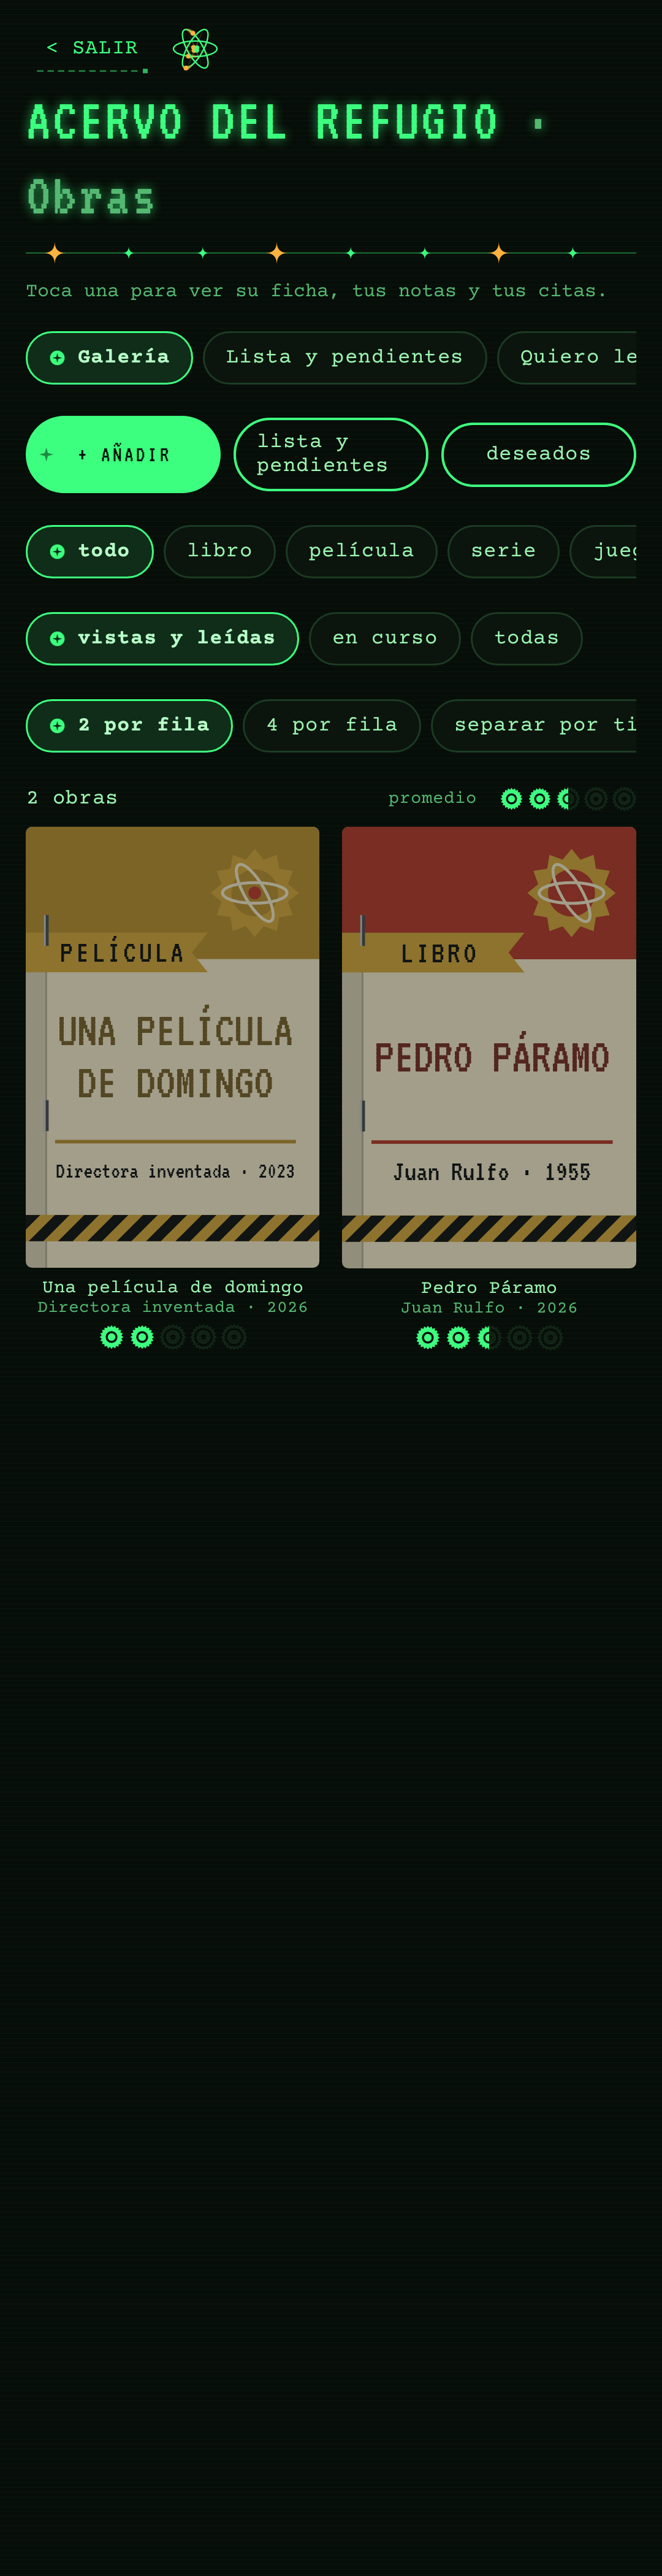 < SALIR
ACERVO DEL REFUGIO ·
Obras
Toca una para ver su ficha, tus notas y tus citas.
Galería Lista y pendientes Quiero le
+ AÑADIR lista y pendientes deseados
todo libro película serie jueg
vistas y leídas en curso todas
2 por fila 4 por fila separar por ti
2 obras promedio
PELÍCULA
UNA PELÍCULA
DE DOMINGO
Directora inventada · 2023
LIBRO
PEDRO PÁRAMO
Juan Rulfo · 1955
Una película de domingo
Directora inventada · 2026
Pedro Páramo
Juan Rulfo · 2026